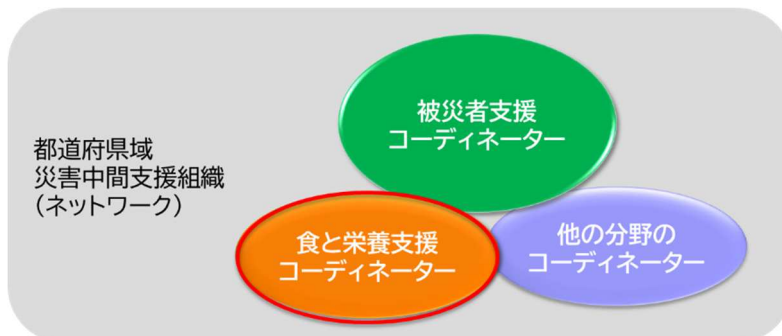 都道府県域
災害中間支援組織
（ネットワーク）
被災者支援
コーディネーター
食と栄養支援
コーディネーター
他の分野の
コーディネーター